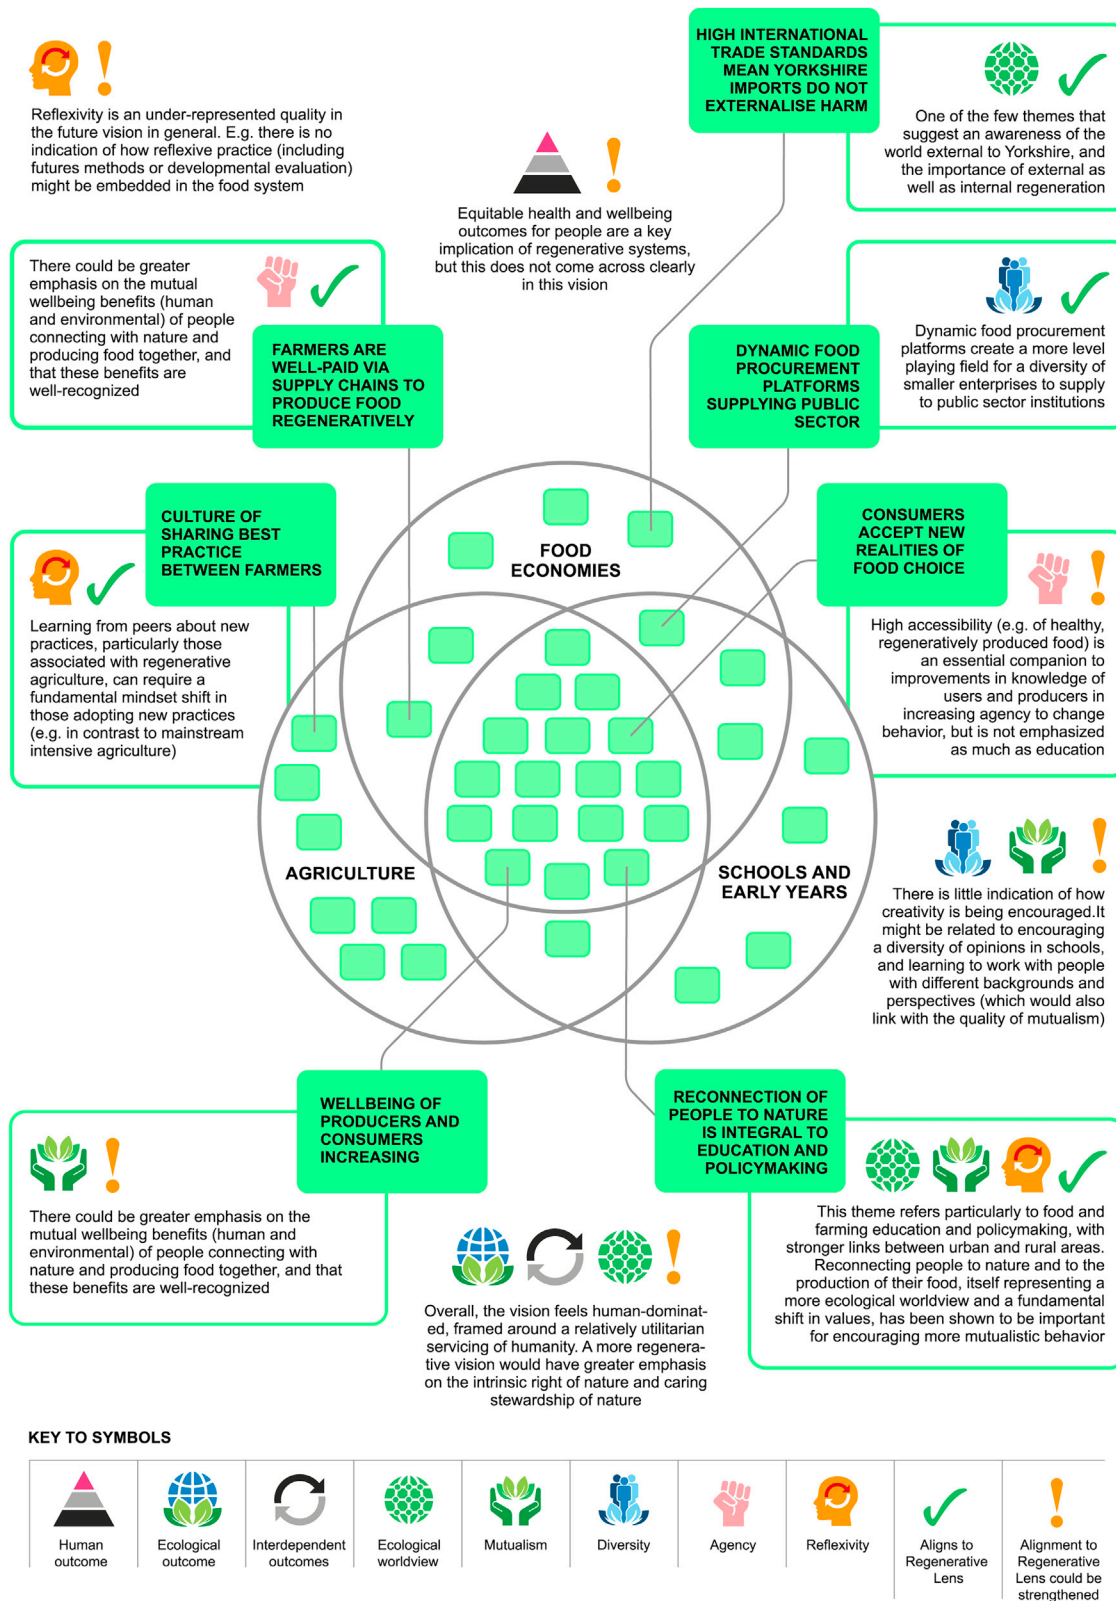 HIGH INTERNATIONAL
TRADE STANDARDS
MEAN YORKSHIRE
IMPORTS DO NOT
EXTERNALISE HARM
One of the few themes that
suggest an awareness of the
world external to Yorkshire, and
the importance of external as
well as internal regeneration
Reflexivity is an under-represented quality in
the future vision in general. E.g. there is no
indication of how reflexive practice (including
futures methods or developmental evaluation)
might be embedded in the food system
Equitable health and wellbeing
outcomes for people are a key
implication of regenerative systems,
but this does not come across clearly
in this vision
There could be greater
emphasis on the mutual
wellbeing benefits (human
and environmental) of people
connecting with nature and
producing food together, and
that these benefits are
well-recognized
FARMERS ARE
WELL-PAID VIA
SUPPLY CHAINS TO
PRODUCE FOOD
REGENERATIVELY
DYNAMIC FOOD
PROCUREMENT
PLATFORMS
SUPPLYING PUBLIC
SECTOR
Dynamic food procurement
platforms create a more level
playing field for a diversity of
smaller enterprises to supply
to public sector institutions
CULTURE OF
SHARING BEST
PRACTICE
BETWEEN FARMERS
Learning from peers about new
practices, particularly those
associated with regenerative
agriculture, can require a
fundamental mindset shift in
those adopting new practices
(e.g. in contrast to mainstream
intensive agriculture)
CONSUMERS
ACCEPT NEW
REALITIES OF
FOOD CHOICE
High accessibility (e.g. of healthy,
regeneratively produced food) is
an essential companion to
improvements in knowledge of
users and producers in
increasing agency to change
behavior, but is not emphasized
as much as education
FOOD
ECONOMIES
AGRICULTURE
SCHOOLS AND
EARLY YEARS
There is little indication of how
creativity is being encouraged.It
might be related to encouraging
a diversity of opinions in schools,
and learning to work with people
with different backgrounds and
perspectives (which would also
link with the quality of mutualism)
WELLBEING OF
PRODUCERS AND
CONSUMERS
INCREASING
There could be greater emphasis on the
mutual wellbeing benefits (human and
environmental) of people connecting with
nature and producing food together, and that
these benefits are well-recognized
RECONNECTION OF
PEOPLE TO NATURE
IS INTEGRAL TO
EDUCATION AND
POLICYMAKING
This theme refers particularly to food and
farming education and policymaking, with
stronger links between urban and rural areas.
Reconnecting people to nature and to the
production of their food, itself representing a
more ecological worldview and a fundamental
shift in values, has been shown to be important
for encouraging more mutualistic behavior
Overall, the vision feels human-dominat-
ed, framed around a relatively utilitarian
servicing of humanity. A more regenera-
tive vision would have greater emphasis
on the intrinsic right of nature and caring
stewardship of nature
KEY TO SYMBOLS
Human
outcome
Ecological
outcome
Interdependent
outcomes
Ecological
worldview
Mutualism
Diversity
Agency
Reflexivity
Aligns to
Regenerative
Lens
Alignment to
Regenerative
Lens could be
strengthened